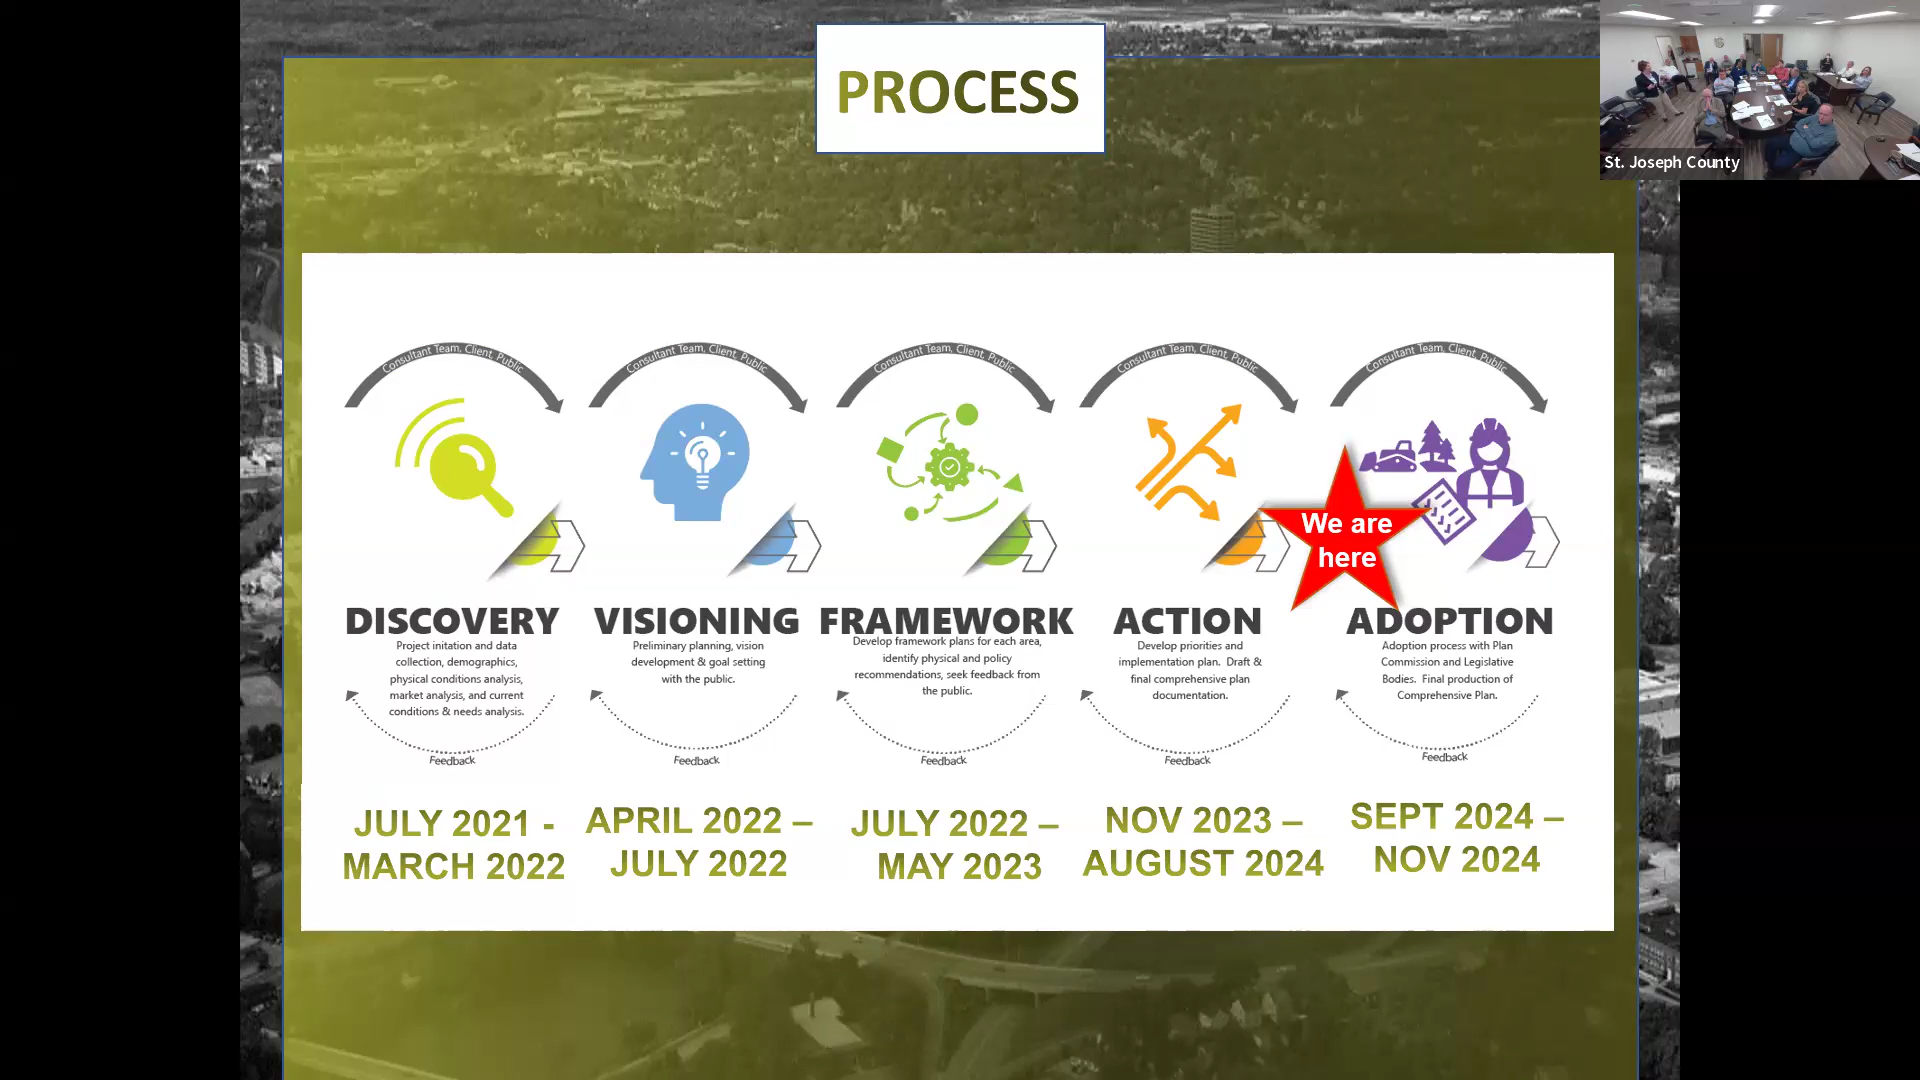 PROCESS
St. Joseph County
Consultant Team, Client, Public
Consultant Team, Client, Public
Consultant Team, Client, Public
Consultant Team, Client, Public
Consultant Team, Client, Public
We are
here
DISCOVERY
Project initation and data
collection, demographics,
physical conditions analysis,
market analysis, and current
conditions & needs analysis.
Feedback
JULY 2021 -
MARCH 2022
VISIONING
Preliminary planning, vision
development & goal setting
with the public.
Feedback
APRIL 2022 –
JULY 2022
FRAMEWORK
Develop framework plans for each area,
identify physical and policy
recommendations, seek feedback from
the public.
Feedback
JULY 2022 –
MAY 2023
ACTION
Develop priorities and
implementation plan. Draft &
final comprehensive plan
documentation.
Feedback
NOV 2023 –
AUGUST 2024
ADOPTION
Adoption process with Plan
Commission and Legislative
Bodies. Final production of
Comprehensive Plan.
Feedback
SEPT 2024 –
NOV 2024